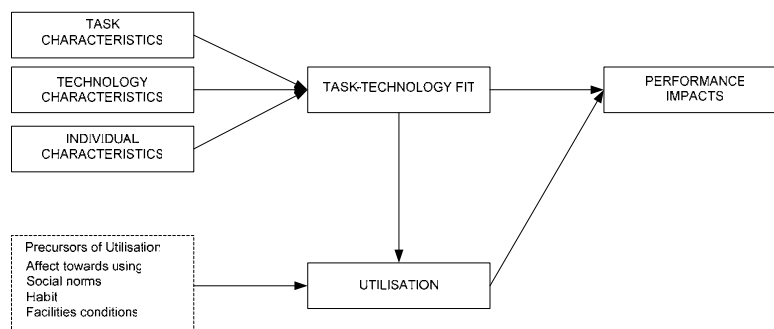 TASK
CHARACTERISTICS
TECHNOLOGY
CHARACTERISTICS
INDIVIDUAL
CHARACTERISTICS
TASK-TECHNOLOGY FIT
PERFORMANCE
IMPACTS
Precursors of Utilisation
Affect towards using
Social norms
Habit
Facilities conditions
UTILISATION